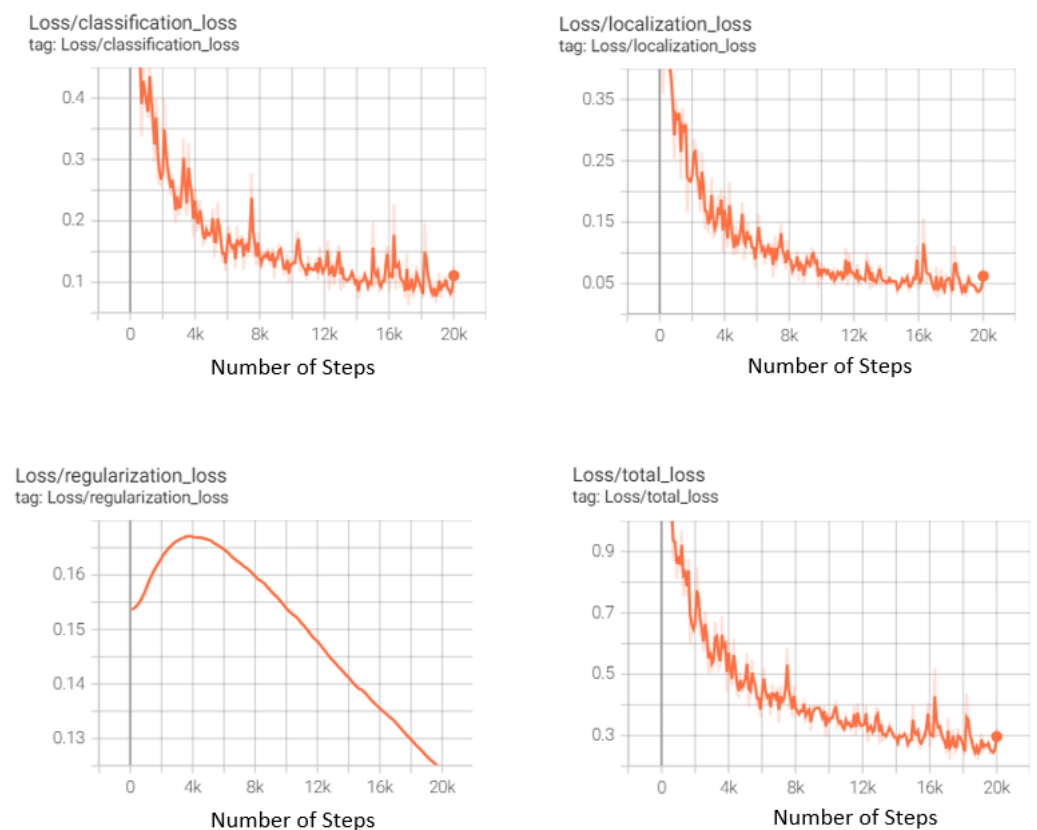 Loss/classification_loss
tag: Loss/classification_loss
0.4
0.3
0.2
0.1
0 4k 8k 12k 16k 20k
Number of Steps
Loss/localization_loss
tag: Loss/localization_loss
0.35
0.25
0.15
0.05
0 4k 8k 12k 16k 20k
Number of Steps
Loss/regularization_loss
tag: Loss/regularization_loss
0.16
0.15
0.14
0.13
0 4k 8k 12k 16k 20k
Number of Steps
Loss/total_loss
tag: Loss/total_loss
0.9
0.7
0.5
0.3
0 4k 8k 12k 16k 20k
Number of Steps